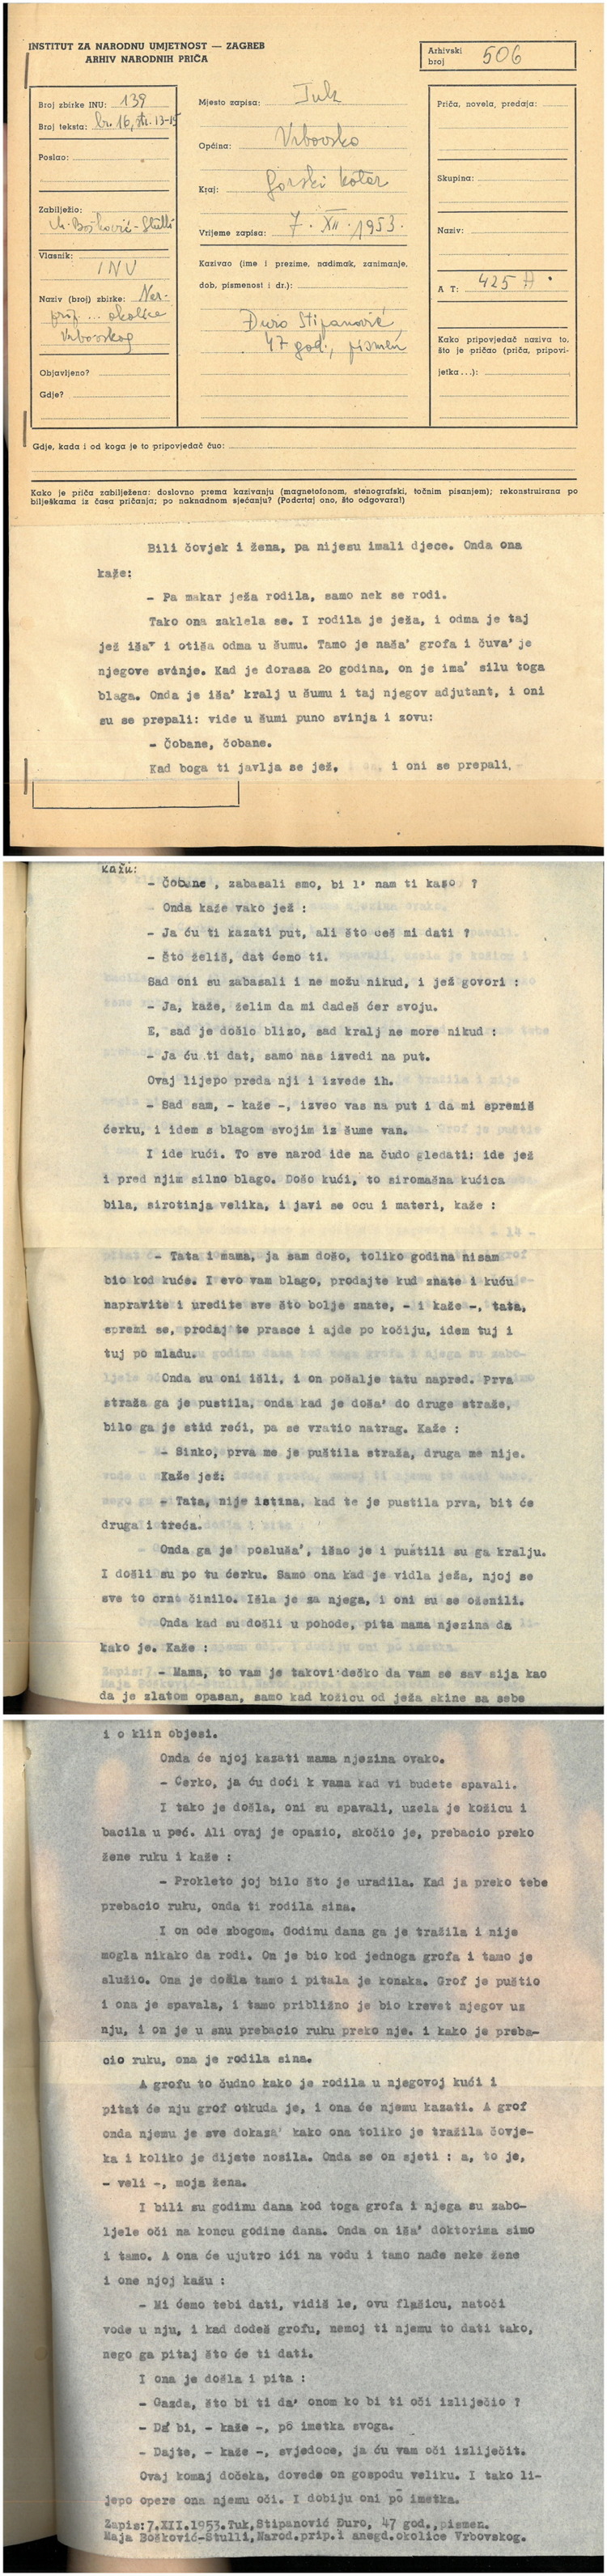 INSTITUT ZA NARODNU UMJETNOST — ZAGREB
ARHIV NARODNIH PRIČA
Arhivski broj 506
Broj zbirke INU: 139
Broj teksta: br. 16, str. 13-15
Poslao:
Zabilježio:
M. Bošković-Stulli
Vlasnik:
INU
Naziv (broj) zbirke: Nar.
prip. ... okolice
Vrbovskog
Objavljeno?
Gdje?
Mjesto zapisa: Tuk
Općina: Vrbovsko
Kraj: Gorski kotar
Vrijeme zapisa: 7. XII. 1953.
Kazivao (ime i prezime, nadimak, zanimanje,
dob, pismenost i dr.):
Đuro Stipanović,
47 god., pismen
Priča, novela, predaja:
Skupina:
Naziv:
A T: 425 A
Kako pripovjedač naziva to,
što je pričao (priča, pripovi-
jetka...):
Gdje, kada i od koga je to pripovjedač čuo:
Kako je priča zabilježena: doslovno prema kazivanju (magnetofonom, stenografski, točnim pisanjem); rekonstruirana po
bilješkama iz časa pričanja; po naknadnom sjećanju? (Podcrtaj ono, što odgovara!)
Bili čovjek i žena, pa nijesu imali djece. Onda ona
kaže:
- Pa makar ježa rodila, samo nek se rodi.
Tako ona zaklela se. I rodila je ježa, i odma je taj
jež iša' i otiša odma u šumu. Tamo je naša' grofa i čuva' je
njegove svinje. Kad je dorasa 20 godina, on je ima' silu toga
blaga. Onda je iša' kralj u šumu i taj njegov adjutant, i oni
su se prepali: vide u šumi puno svinja i zovu:
- Čobane, čobane.
Kad boga ti javlja se jež, i oni se prepali,
kažu:
- Čobane , zabasali smo, bi l' nam ti kaso ?
Onda kaže vako jež :
- Ja ću ti kazati put, ali što ćeš mi dati ?
- Što želiš, dat ćemo ti.
Sad oni su zabasali i ne možu nikud, i jež govori :
- Ja, kaže, želim da mi dadeš ćer svoju.
E, sad je došlo blizo, sad kralj ne more nikud :
- Ja ću ti dat, samo nas izvedi na put.
Ovaj lijepo preda nji i izvede ih.
- Sad sam, - kaže -, izveo vas na put i da mi spremiš
ćerku, i idem s blagom svojim iz šume van.
I ide kući. To sve narod ide na čudo gledati: ide jež
i pred njim silno blago. Došo kući, to siromašna kućica
bila, sirotinja velika, i javi se ocu i materi, kaže :
- Tata i mama, ja sam došo, toliko godina nisam
bio kod kuće. I evo vam blago, prodajte kud znate i kuću
napravite i uredite sve što bolje znate, - i kaže -, tata,
spremi se, prodaj te prasce i ajde po kočiju, idem tuj i
tuj po mladu.
Onda su oni išli, i on pošalje tatu napred. Prva
straža ga je pustila, onda kad je doša' do druge straže,
bilo ga je stid reći, pa se vratio natrag. Kaže :
- Sinko, prva me je puštila straža, druga me nije.
Kaže jež:
- Tata, nije istina, kad te je pustila prva, bit će
druga i treća.
Onda ga je posluša', išao je i puštili su ga kralju.
I došli su po tu ćerku. Samo ona kad je vidla ježa, njoj se
sve to crnt činilo. Išla je za njega, i oni su se oženili.
Onda kad su došli u pohode, pita mama njezina da
kako je. Kaže :
- Mama, to vam je takovi dečko da vam se sav sija kao
da je zlatom opasan, samo kad kožicu od ježa skine sa sebe
i o klin objesi.
Onda će njoj kazati mama njezina ovako.
- Ćerko, ja ću doći k vama kad vi budete spavali.
I tako je došla, oni su spavali, uzela je kožicu i
bacila u peć. Ali ovaj je opazio, skočio je, prebacio preko
žene ruku i kaže :
- Prokleto joj bilo što je uradila. Kad ja preko tebe
prebacio ruku, onda ti rodila sina.
I on ode zbogom. Godinu dana ga je tražila i nije
mogla nikako da rodi. On je bio kod jednoga grofa i tamo je
služio. Ona je došla tamo i pitala je konaka. Grof je puštio
i ona je spavala, i tamo približno je bio krevet njegov uz
nju, i on je u snu prebacio ruku preko nje. i kako je preba-
cio ruku, ona je rodila sina.
A grofu to čudno kako je rodila u njegovoj kući i
pitat će nju grof otkuda je, i ona će njemu kazati. A grof
onda njemu je sve dokaza' kako ona toliko je tražila čovje-
ka i koliko je dijete nosila. Onda se on sjeti : a, to je,
- veli -, moja žena.
I bili su godinu dana kod toga grofa i njega su zabo-
ljele oči na koncu godine dana. Onda on iša' doktorima simo
i tamo. A ona će ujutro ići na vodu i tamo nađe neke žene
i one njoj kažu :
- Mi ćemo tebi dati, vidiš le, ovu flašicu, natoči
vode u nju, i kad dođeš grofu, nemoj ti njemu to dati tako,
nego ga pitaj što će ti dati.
I ona je došla i pita :
- Gazda, što bi ti da' onom ko bi ti oči izliječio ?
- Da' bi, - kaže -, pō imetka svoga.
- Dajte, - kaže -, svjedoce, ja ću vam oči izliječit.
Ovaj komaj dočeka, dovede on gospodu veliku. I tako li-
jepo opere ona njemu oči. I dobiju oni pō imetka.
Zapis:7.XII.1953.Tuk,Stipanović Đuro, 47 god.,pismen.
Maja Bošković-Stulli,Narod.prip.i anegd.okolice Vrbovskog.